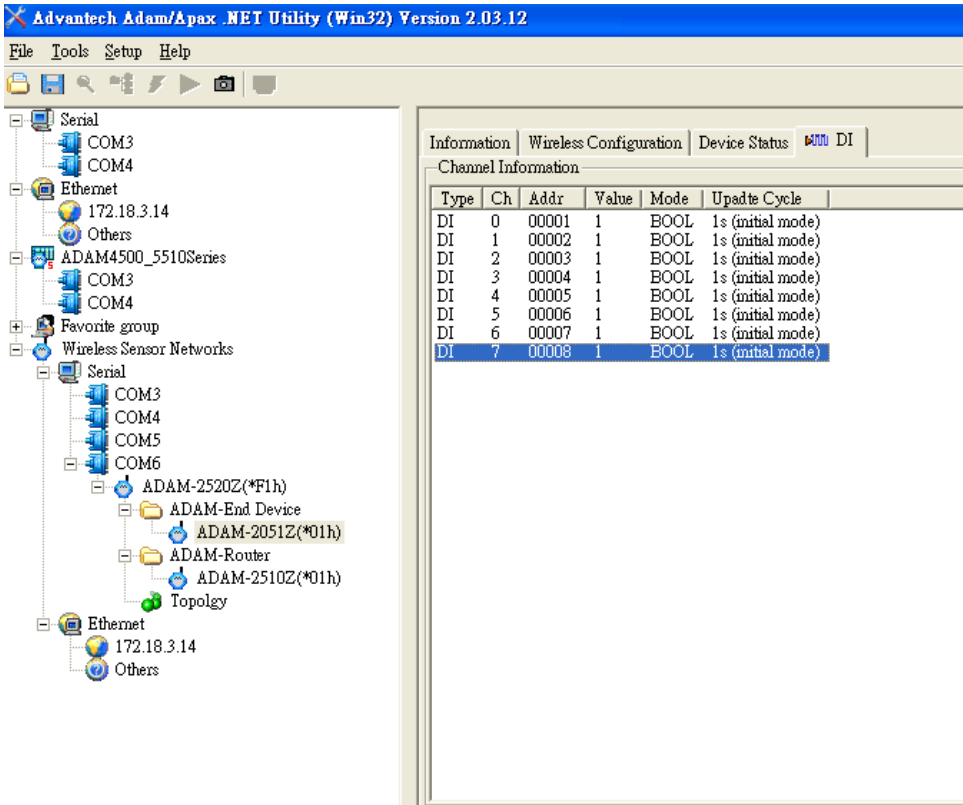 Advantech Adam/Apax .NET Utility (Win32) Version 2.03.12
File Tools Setup Help
Serial
COM3
COM4
Ethernet
172.18.3.14
Others
ADAM4500_5510Series
COM3
COM4
Favorite group
Wireless Sensor Networks
Serial
COM3
COM4
COM5
COM6
ADAM-2520Z(*F1h)
ADAM-End Device
ADAM-2051Z(*01h)
ADAM-Router
ADAM-2510Z(*01h)
Topolgy
Ethernet
172.18.3.14
Others
Information Wireless Configuration Device Status DI
Channel Information
Type Ch Addr Value Mode Upadte Cycle
DI 0 00001 1 BOOL 1s (initial mode)
DI 1 00002 1 BOOL 1s (initial mode)
DI 2 00003 1 BOOL 1s (initial mode)
DI 3 00004 1 BOOL 1s (initial mode)
DI 4 00005 1 BOOL 1s (initial mode)
DI 5 00006 1 BOOL 1s (initial mode)
DI 6 00007 1 BOOL 1s (initial mode)
DI 7 00008 1 BOOL 1s (initial mode)